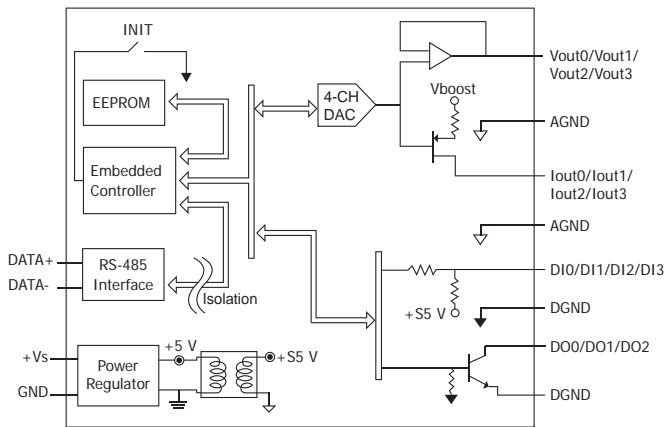 INIT
EEPROM
Embedded
Controller
DATA+
DATA-
RS-485
Interface
Isolation
+Vs
GND
Power
Regulator
+5 V
+S5 V
4-CH
DAC
Vboost
Vout0/Vout1/
Vout2/Vout3
AGND
Iout0/Iout1/
Iout2/Iout3
AGND
DI0/DI1/DI2/DI3
+S5 V
DGND
DO0/DO1/DO2
DGND